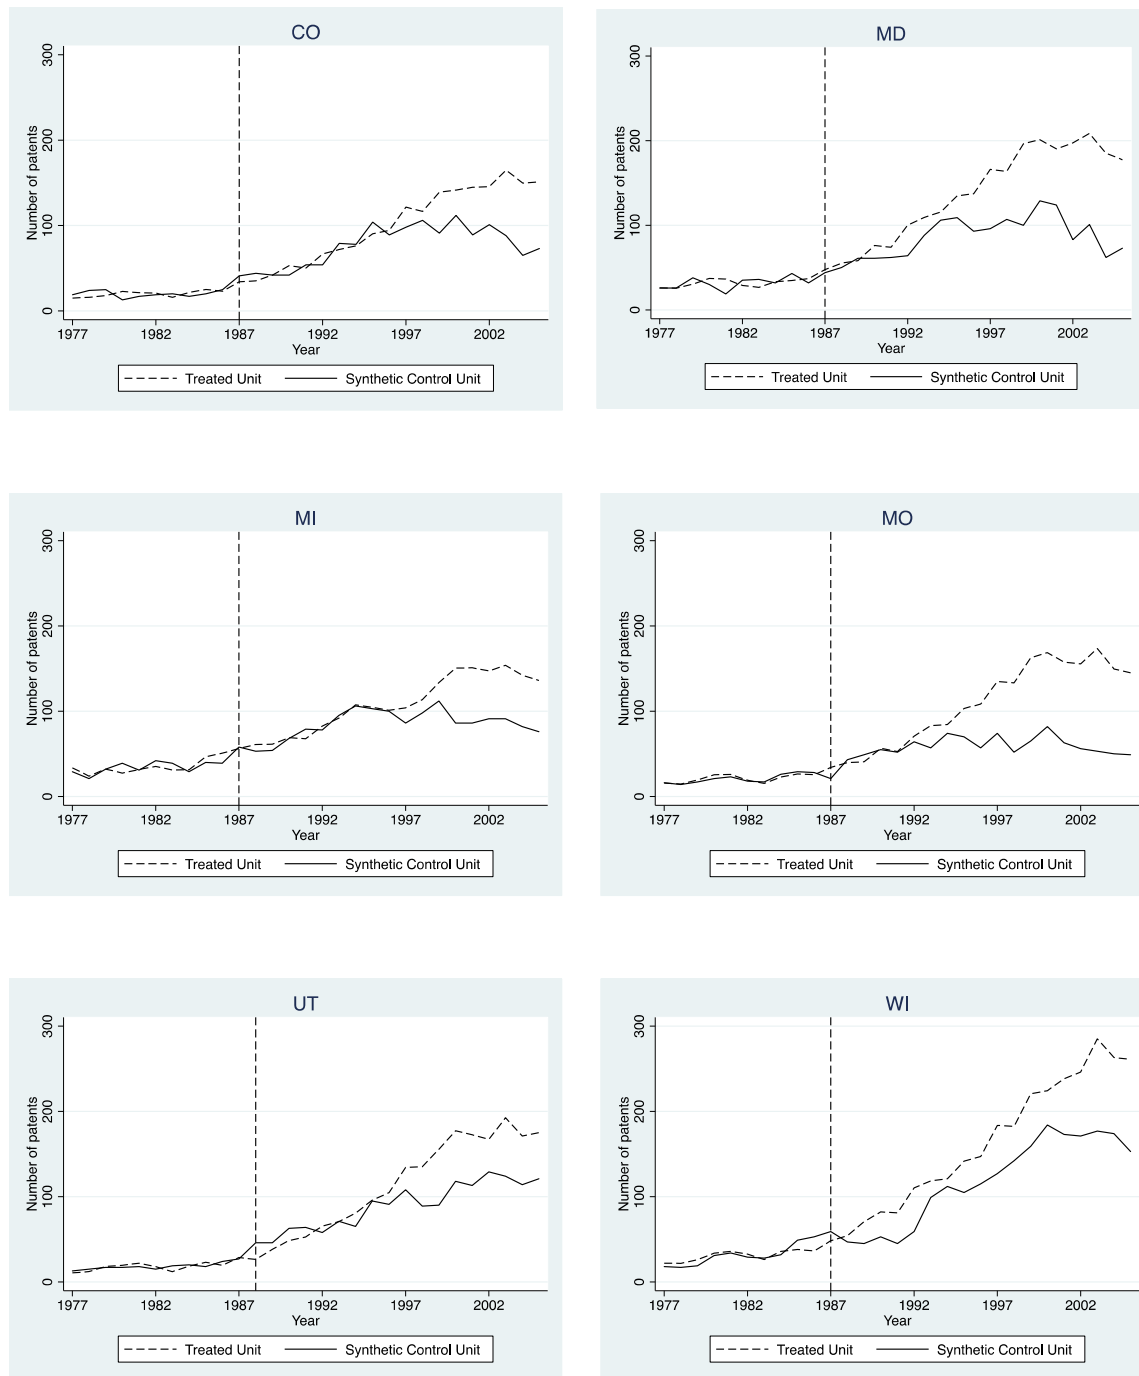 CO
300
200
100
0
Number of patents
1977 1982 1987 1992 1997 2002
Year
Treated Unit Synthetic Control Unit
MD
300
200
100
0
Number of patents
1977 1982 1987 1992 1997 2002
Year
Treated Unit Synthetic Control Unit
MI
300
200
100
0
Number of patents
1977 1982 1987 1992 1997 2002
Year
Treated Unit Synthetic Control Unit
MO
300
200
100
0
Number of patents
1977 1982 1987 1992 1997 2002
Year
Treated Unit Synthetic Control Unit
UT
300
200
100
0
Number of patents
1977 1982 1987 1992 1997 2002
Year
Treated Unit Synthetic Control Unit
WI
300
200
100
0
Number of patents
1977 1982 1987 1992 1997 2002
Year
Treated Unit Synthetic Control Unit